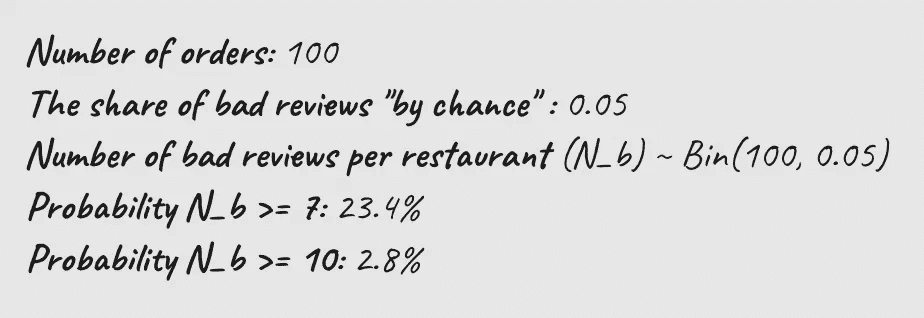 Number of orders: 100
The share of bad reviews "by chance" : 0.05
Number of bad reviews per restaurant (N_b) ~ Bin(100, 0.05)
Probability N_b >= 7: 23.4%
Probability N_b >= 10: 2.8%